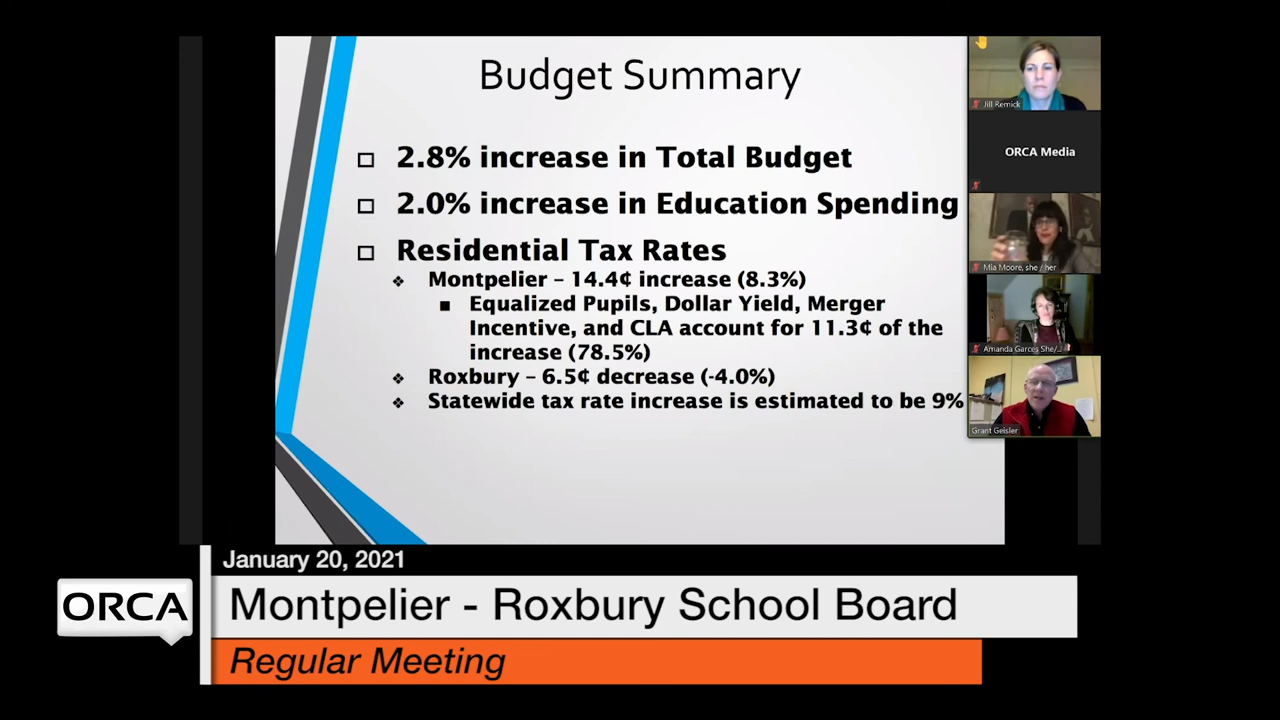 Budget Summary
2.8% increase in Total Budget
2.0% increase in Education Spending
Residential Tax Rates
Montpelier – 14.4¢ increase (8.3%)
Equalized Pupils, Dollar Yield, Merger
Incentive, and CLA account for 11.3¢ of the
increase (78.5%)
Roxbury – 6.5¢ decrease (-4.0%)
Statewide tax rate increase is estimated to be 9%
Jill Remick
ORCA Media
Mia Moore, she / her
Amanda Garces She/...
Grant Geisler
January 20, 2021
ORCA
Montpelier - Roxbury School Board
Regular Meeting